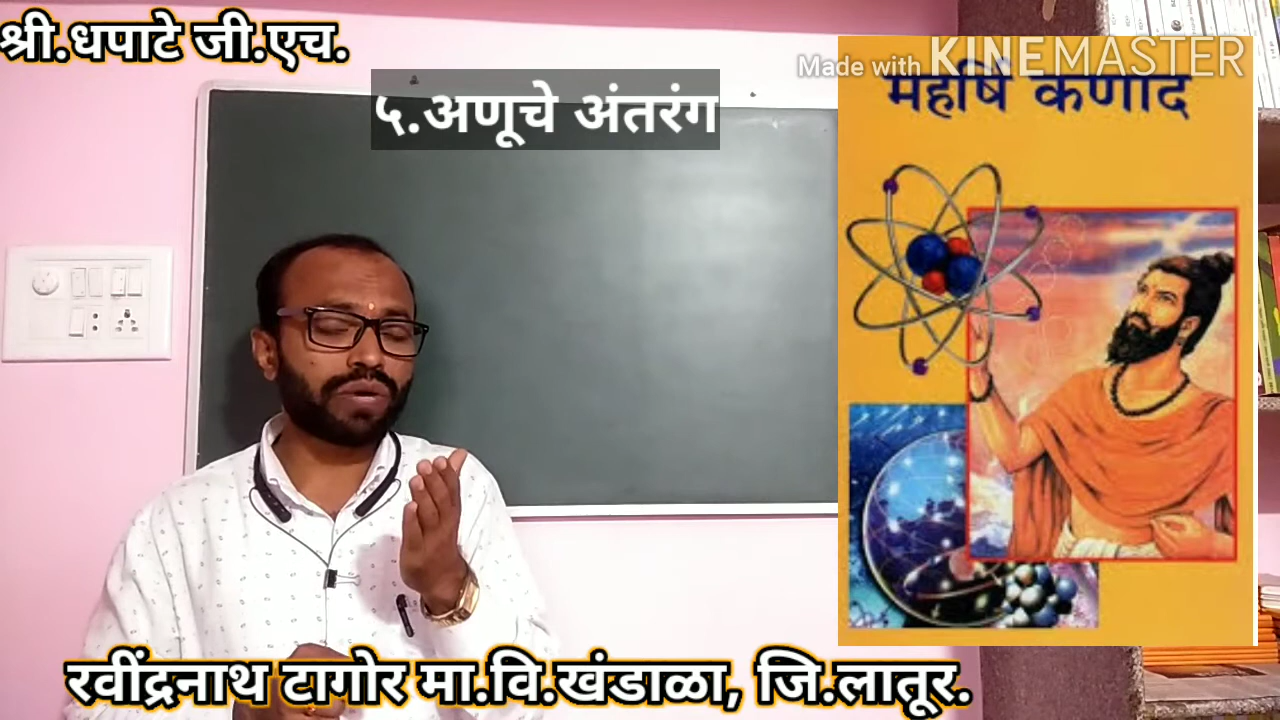 श्री.धपाटे जी.एच.
५.अणूचे अंतरंग
Made with KINEMASTER
महर्षि कणाद
रवींद्रनाथ टागोर मा.वि.खंडाळा, जि.लातूर.